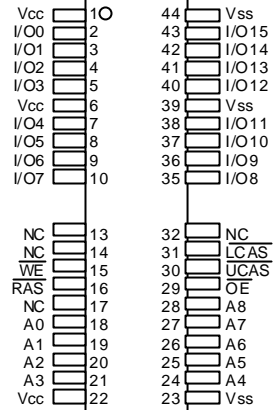 Vcc 1 44 Vss
I/O0 2 43 I/O15
I/O1 3 42 I/O14
I/O2 4 41 I/O13
I/O3 5 40 I/O12
Vcc 6 39 Vss
I/O4 7 38 I/O11
I/O5 8 37 I/O10
I/O6 9 36 I/O9
I/O7 10 35 I/O8
NC 13 32 NC
NC 14 31 LCAS
WE 15 30 UCAS
RAS 16 29 OE
NC 17 28 A8
A0 18 27 A7
A1 19 26 A6
A2 20 25 A5
A3 21 24 A4
Vcc 22 23 Vss